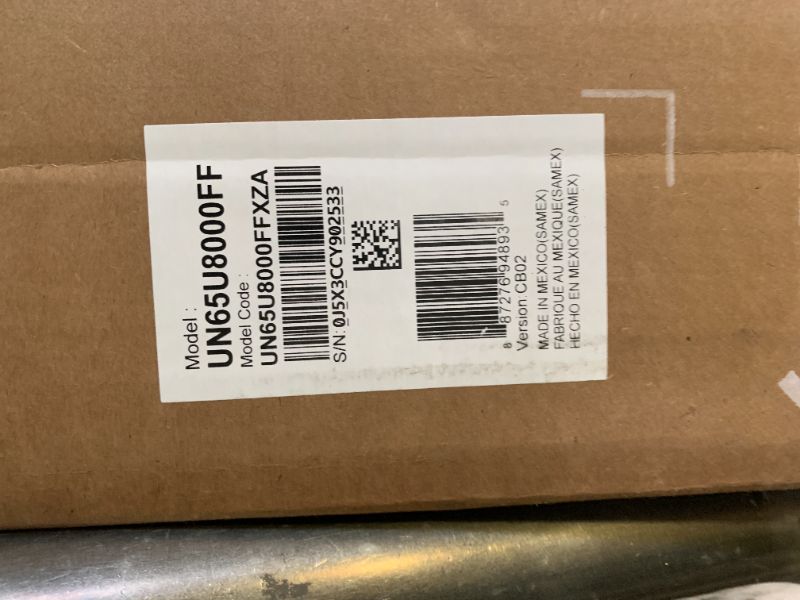 Model :
UN65U8000FF
Model Code :
UN65U8000FFXZA
S/N: 0J5X3CCY902533
8 87276 94893 5
Version: CB02
MADE IN MEXICO(SAMEX)
FABRIQUE AU MEXIQUE(SAMEX)
HECHO EN MEXICO(SAMEX)